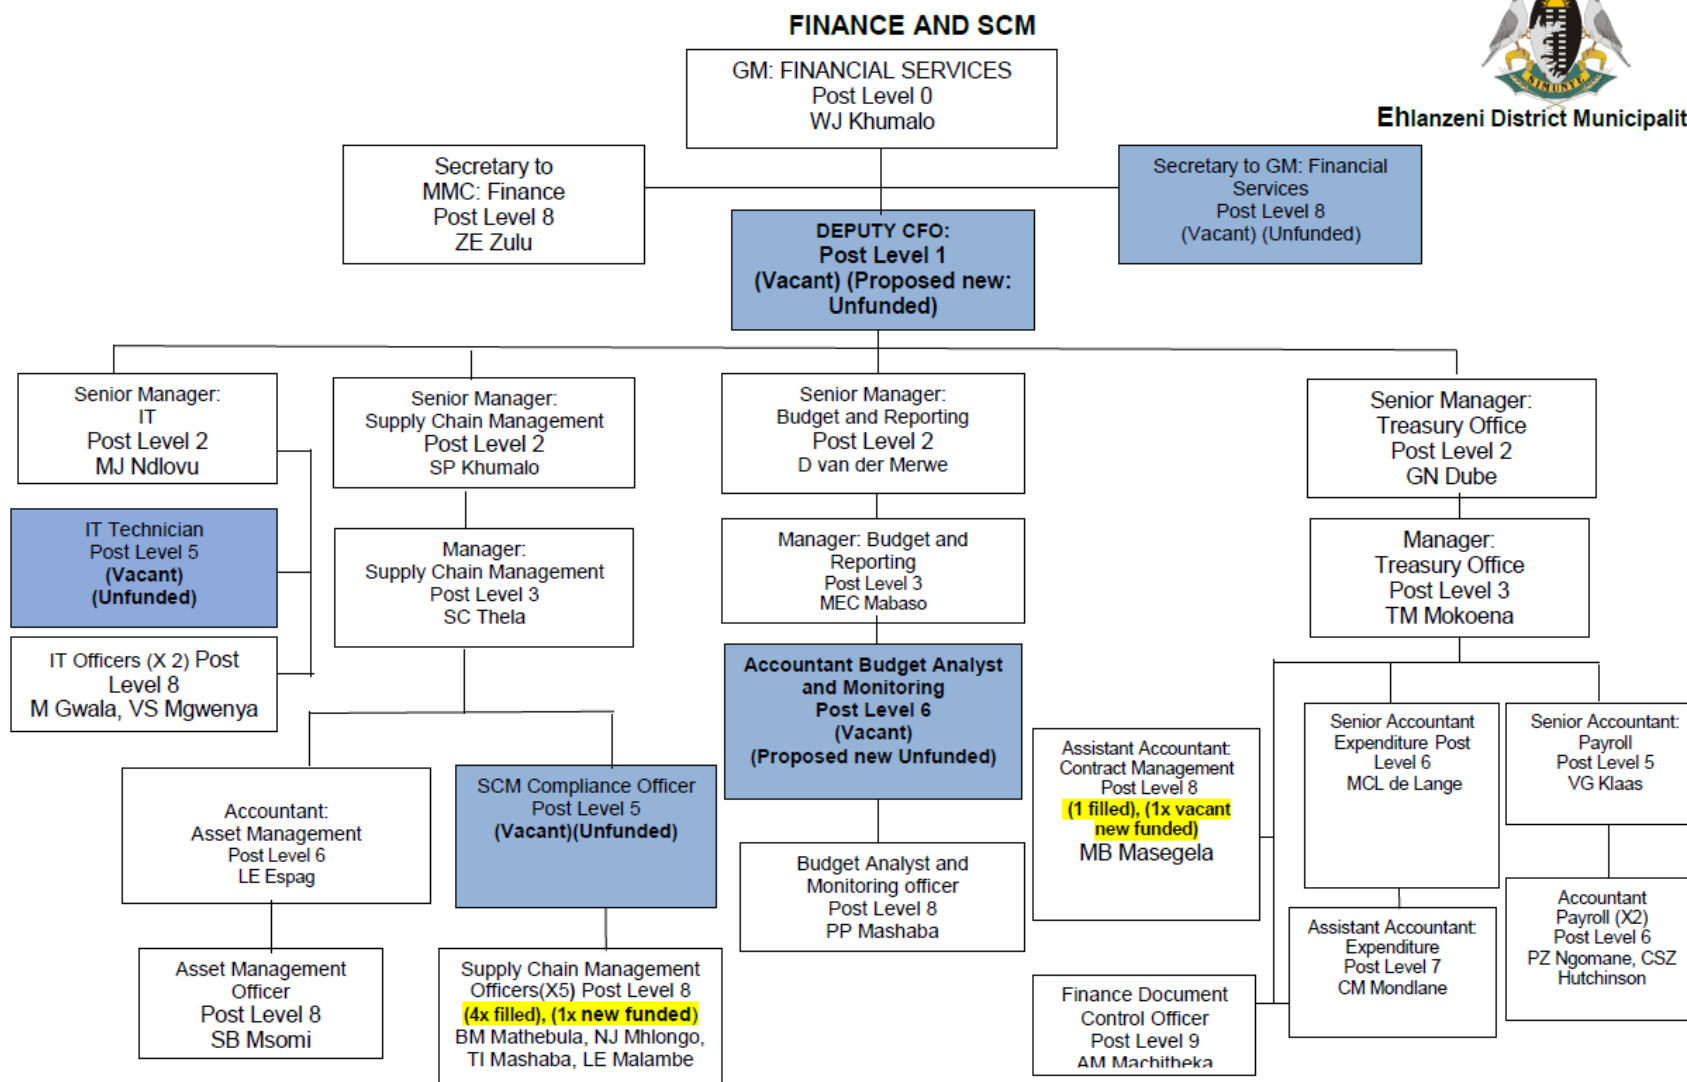 FINANCE AND SCM
GM: FINANCIAL SERVICES
Post Level 0
WJ Khumalo
SIMUNYE
Ehlanzeni District Municipalit
Secretary to
MMC: Finance
Post Level 8
ZE Zulu
Secretary to GM: Financial
Services
Post Level 8
(Vacant) (Unfunded)
DEPUTY CFO:
Post Level 1
(Vacant) (Proposed new:
Unfunded)
Senior Manager:
IT
Post Level 2
MJ Ndlovu
Senior Manager:
Supply Chain Management
Post Level 2
SP Khumalo
Senior Manager:
Budget and Reporting
Post Level 2
D van der Merwe
Senior Manager:
Treasury Office
Post Level 2
GN Dube
IT Technician
Post Level 5
(Vacant)
(Unfunded)
Manager:
Supply Chain Management
Post Level 3
SC Thela
Manager: Budget and
Reporting
Post Level 3
MEC Mabaso
Manager:
Treasury Office
Post Level 3
TM Mokoena
IT Officers (X 2) Post
Level 8
M Gwala, VS Mgwenya
Accountant Budget Analyst
and Monitoring
Post Level 6
(Vacant)
(Proposed new Unfunded)
Assistant Accountant:
Contract Management
Post Level 8
(1 filled), (1x vacant
new funded)
MB Masegela
Senior Accountant
Expenditure Post
Level 6
MCL de Lange
Senior Accountant:
Payroll
Post Level 5
VG Klaas
Accountant:
Asset Management
Post Level 6
LE Espag
SCM Compliance Officer
Post Level 5
(Vacant)(Unfunded)
Budget Analyst and
Monitoring officer
Post Level 8
PP Mashaba
Accountant
Payroll (X2)
Post Level 6
PZ Ngomane, CSZ
Hutchinson
Assistant Accountant:
Expenditure
Post Level 7
CM Mondlane
Asset Management
Officer
Post Level 8
SB Msomi
Supply Chain Management
Officers(X5) Post Level 8
(4x filled), (1x new funded)
BM Mathebula, NJ Mhlongo,
TI Mashaba, LE Malambe
Finance Document
Control Officer
Post Level 9
AM Machitheka